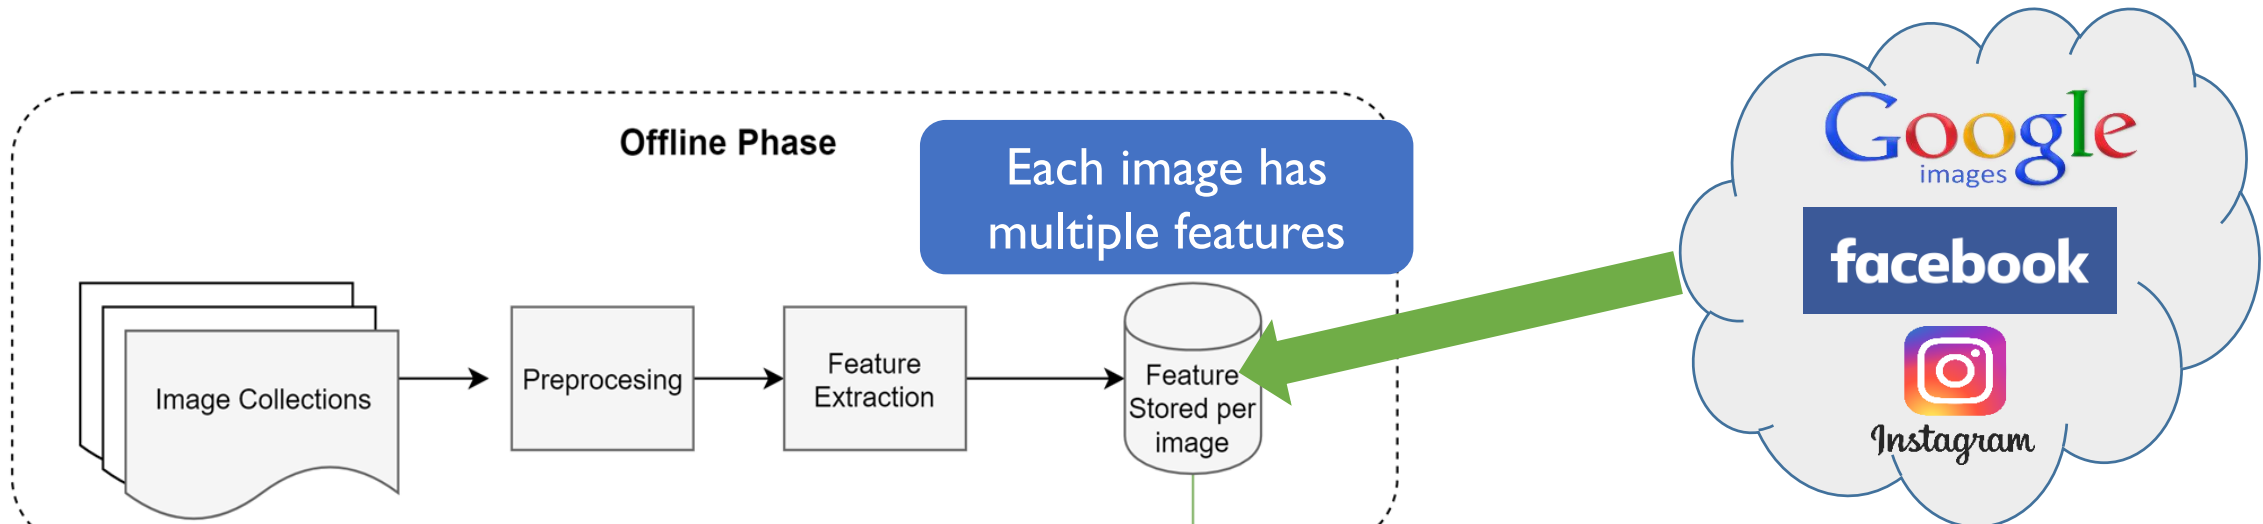 Offline Phase
Each image has
multiple features
Image Collections
Preprocesing
Feature
Extraction
Feature
Stored per
image
Google
images
facebook
Instagram